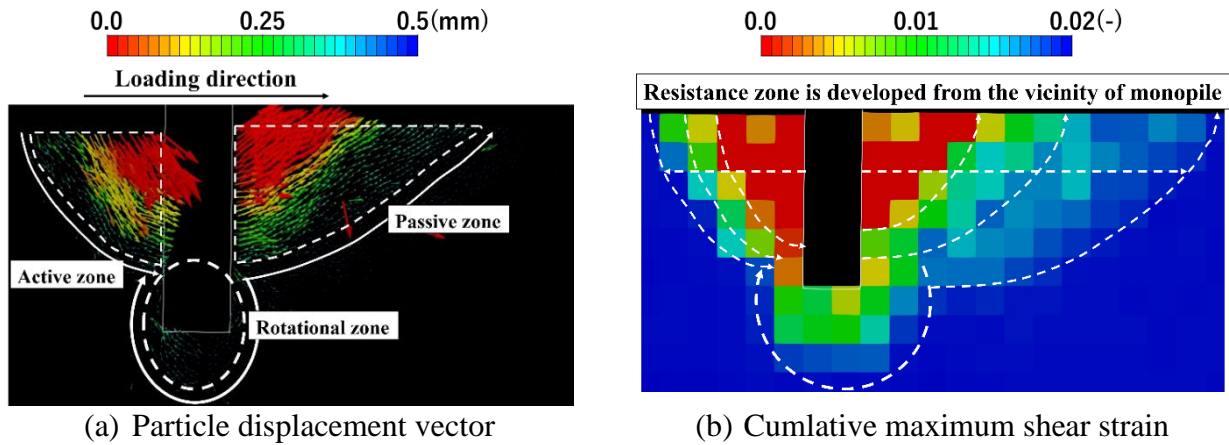 0.0 0.25 0.5(mm)
Loading direction
Passive zone
Active zone
Rotational zone
(a) Particle displacement vector
0.0 0.01 0.02(-)
Resistance zone is developed from the vicinity of monopile
(b) Cumlative maximum shear strain